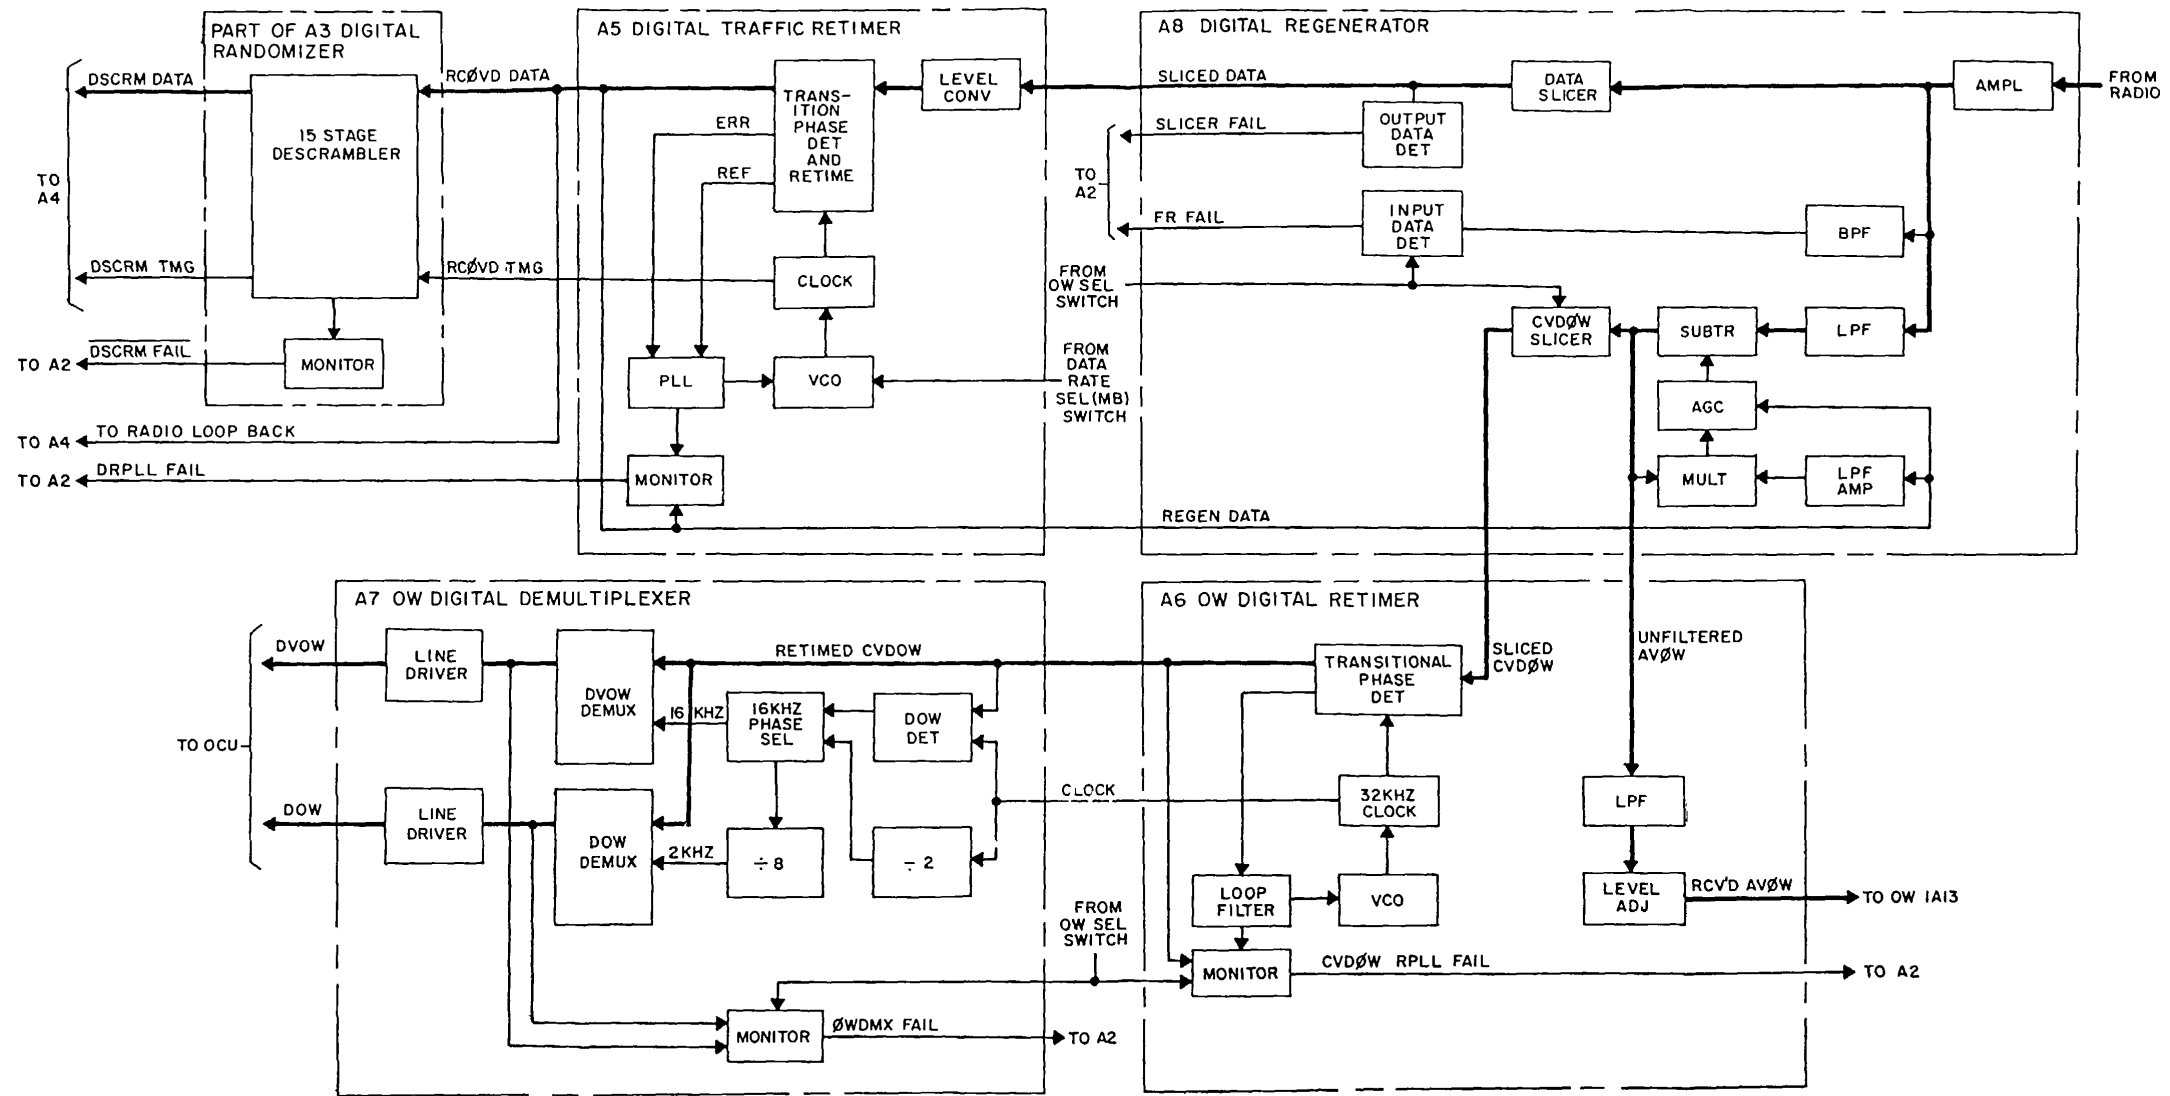 PART OF A3 DIGITAL
RANDOMIZER
A5 DIGITAL TRAFFIC RETIMER
A8 DIGITAL REGENERATOR
DSCRM DATA
RCØVD DATA
TRANS-
ITION
PHASE
DET
AND
RETIME
LEVEL
CONV
SLICED DATA
DATA
SLICER
AMPL
FROM
RADIO
15 STAGE
DESCRAMBLER
ERR
REF
SLICER FAIL
OUTPUT
DATA
DET
TO
A4
TO
A2
FR FAIL
INPUT
DATA
DET
BPF
DSCRM TMG
RCØVD TMG
CLOCK
FROM
OW SEL
SWITCH
CVDØW
SLICER
SUBTR
LPF
TO A2
DSCRM FAIL
MONITOR
PLL
VCO
FROM
DATA
RATE
SEL(MB)
SWITCH
AGC
TO A4
TO RADIO LOOP BACK
TO A2
DRPLL FAIL
MONITOR
MULT
LPF
AMP
REGEN DATA
A7 OW DIGITAL DEMULTIPLEXER
A6 OW DIGITAL RETIMER
DVOW
LINE
DRIVER
DVOW
DEMUX
RETIMED CVDOW
TRANSITIONAL
PHASE
DET
SLICED
CVDØW
UNFILTERED
AVØW
16 KHZ
16KHZ
PHASE
SEL
DOW
DET
TO OCU
DOW
LINE
DRIVER
DOW
DEMUX
2KHZ
÷8
÷ 2
CLOCK
32KHZ
CLOCK
LPF
LOOP
FILTER
VCO
LEVEL
ADJ
RCV'D AVØW
TO OW 1A13
FROM
OW SEL
SWITCH
MONITOR
CVDØW RPLL FAIL
TO A2
MONITOR
ØWDMX FAIL
TO A2